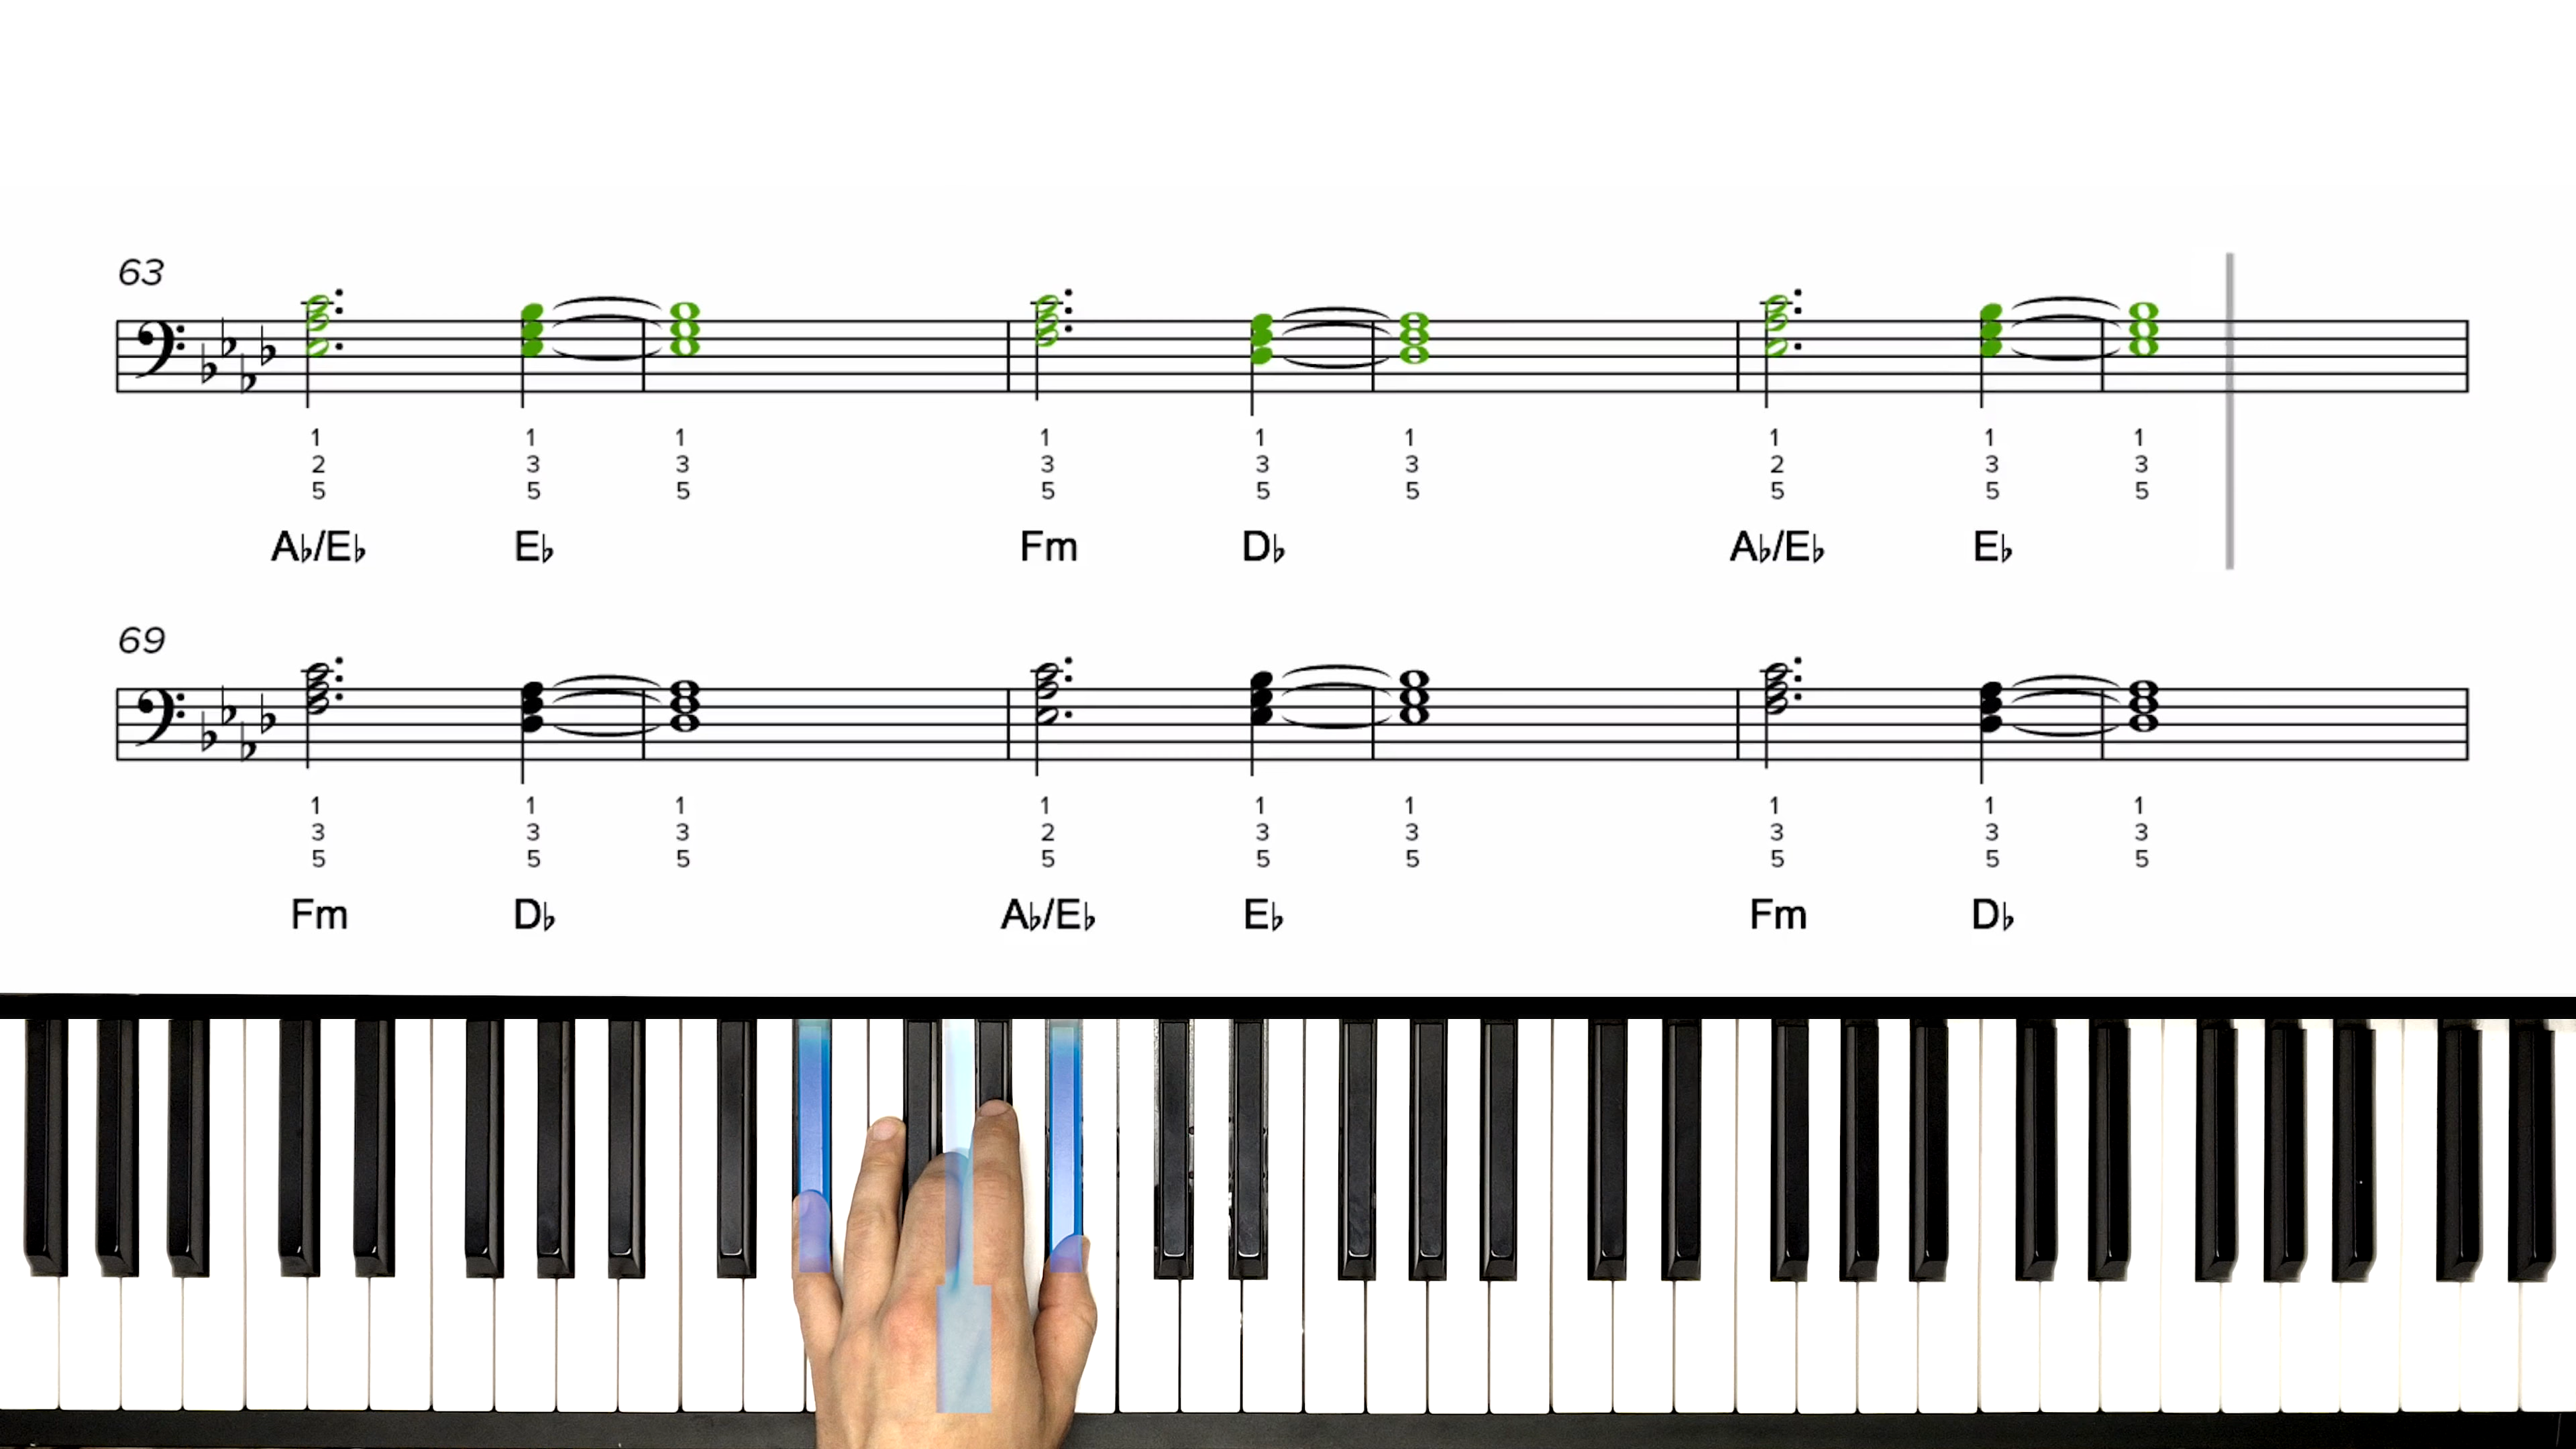 63
1 1 1 1 1 1 1 1 1
2 3 3 3 3 3 2 3 3
5 5 5 5 5 5 5 5 5
A♭/E♭ E♭ Fm D♭ A♭/E♭ E♭
69
1 1 1 1 1 1 1 1 1
3 3 3 2 3 3 3 3 3
5 5 5 5 5 5 5 5 5
Fm D♭ A♭/E♭ E♭ Fm D♭